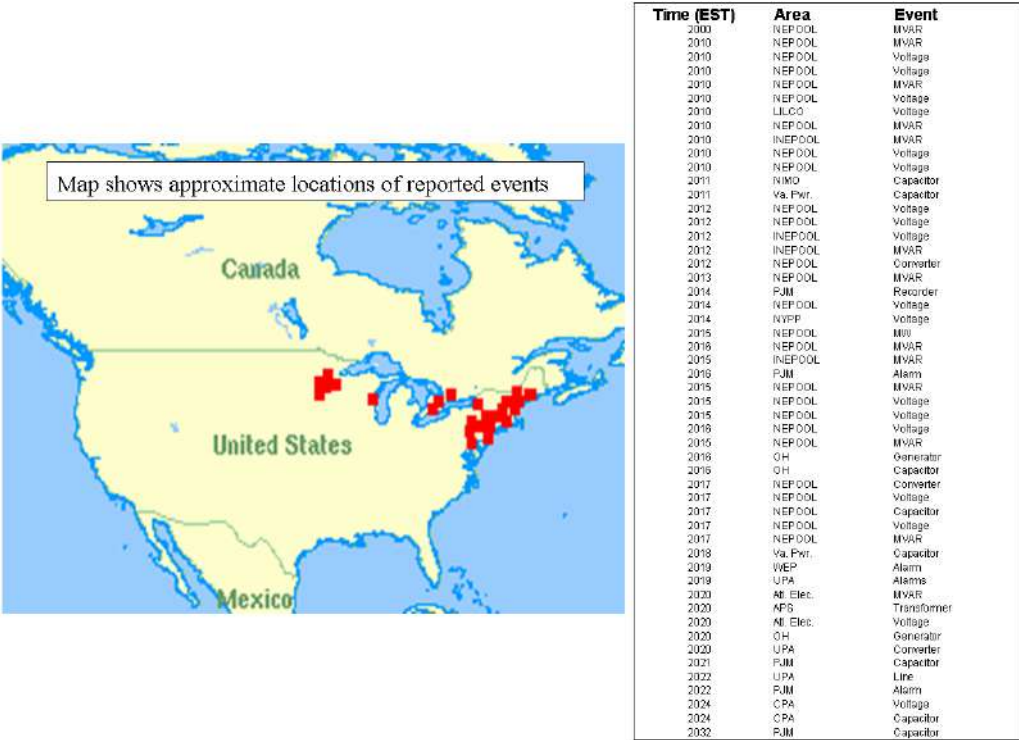 Map shows approximate locations of reported events
Canada
United States
Mexico
Time (EST) Area Event
2000 NEPOOL MVAR
2010 NEPOOL MVAR
2010 NEPOOL Voltage
2010 NEPOOL Voltage
2010 NEPOOL MVAR
2010 NEPOOL Voltage
2010 LILCO Voltage
2010 NEPOOL MVAR
2010 INEPOOL MVAR
2010 NEPOOL Voltage
2010 NEPOOL Voltage
2011 NIMO Capacitor
2011 Va. Pwr. Capacitor
2012 NEPOOL Voltage
2012 NEPOOL Voltage
2012 INEPOOL Voltage
2012 INEPOOL MVAR
2012 NEPOOL Converter
2013 NEPOOL MVAR
2014 PJM Recorder
2014 NEPOOL Voltage
2014 NYPP Voltage
2015 NEPOOL MW
2016 NEPOOL MVAR
2015 INEPOOL MVAR
2016 PJM Alarm
2015 NEPOOL MVAR
2015 NEPOOL Voltage
2015 NEPOOL Voltage
2016 NEPOOL Voltage
2015 NEPOOL MVAR
2016 OH Generator
2016 OH Capacitor
2017 NEPOOL Converter
2017 NEPOOL Voltage
2017 NEPOOL Capacitor
2017 NEPOOL Voltage
2017 NEPOOL MVAR
2018 Va. Pwr. Capacitor
2019 WEP Alarm
2019 UPA Alarms
2020 Atl. Elec. MVAR
2020 APS Transformer
2020 Atl. Elec. Voltage
2020 OH Generator
2020 UPA Converter
2021 PJM Capacitor
2022 UPA Line
2022 PJM Alarm
2024 CPA Voltage
2024 CPA Capacitor
2032 PJM Capacitor